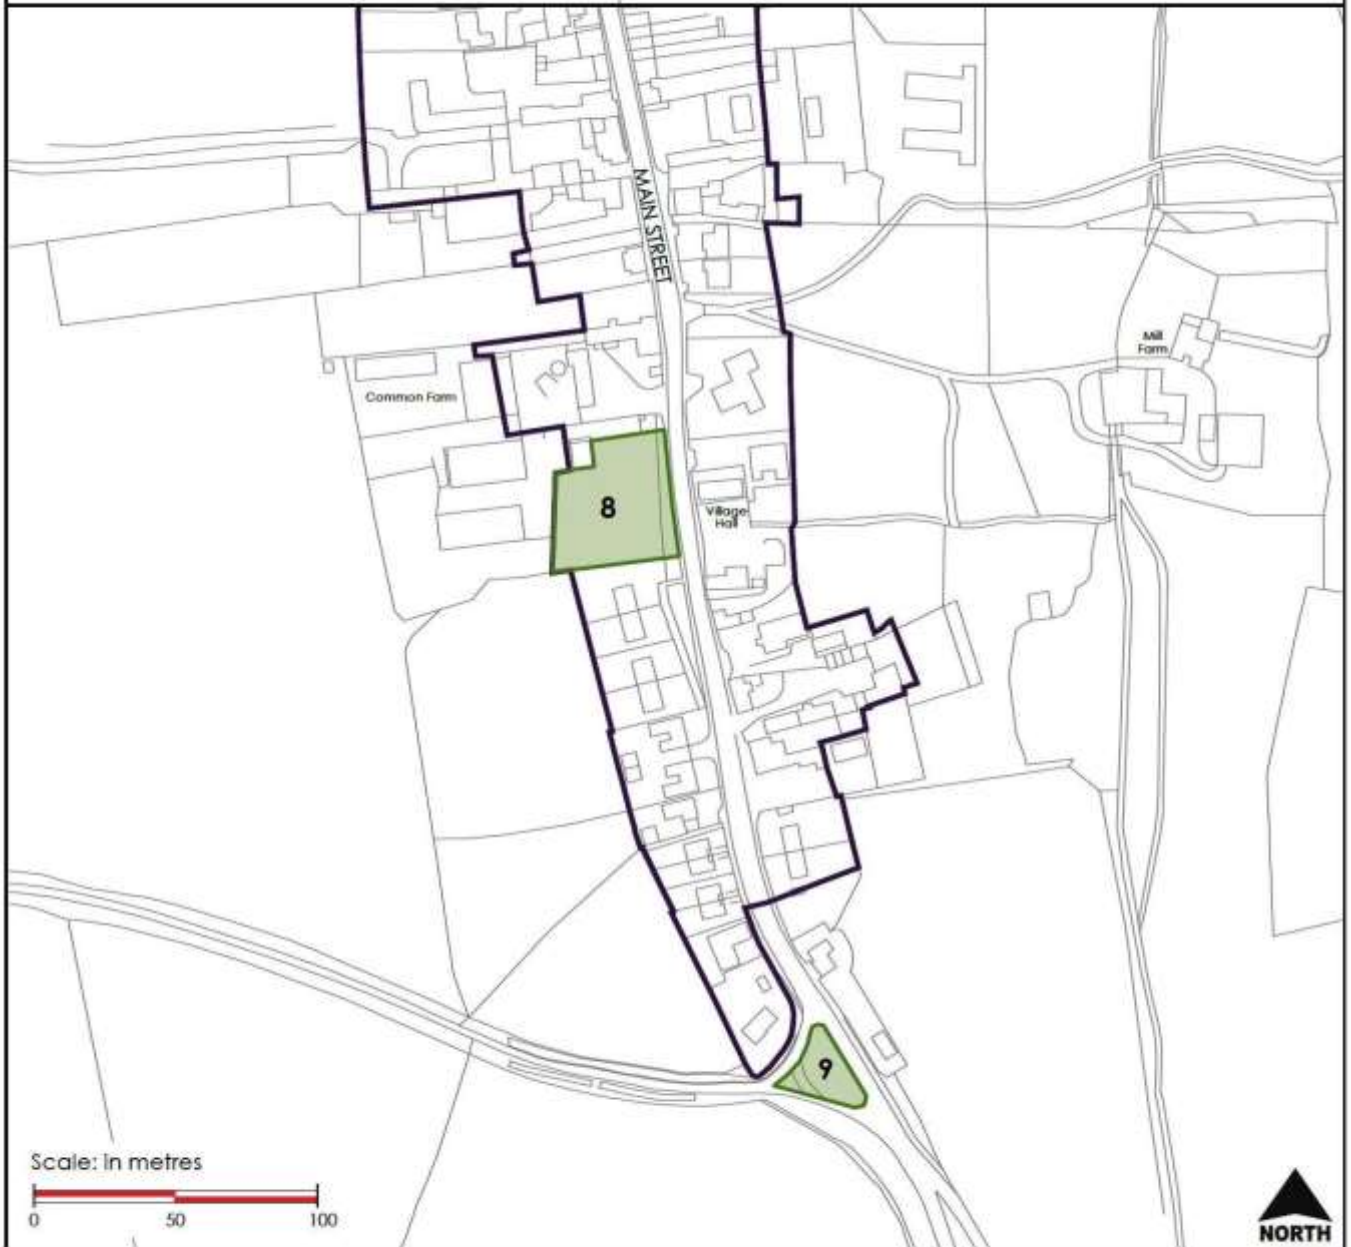 MAIN STREET
Mill
Farm
Common Farm
8
Village
Hall
9
Scale: in metres
0 50 100
NORTH